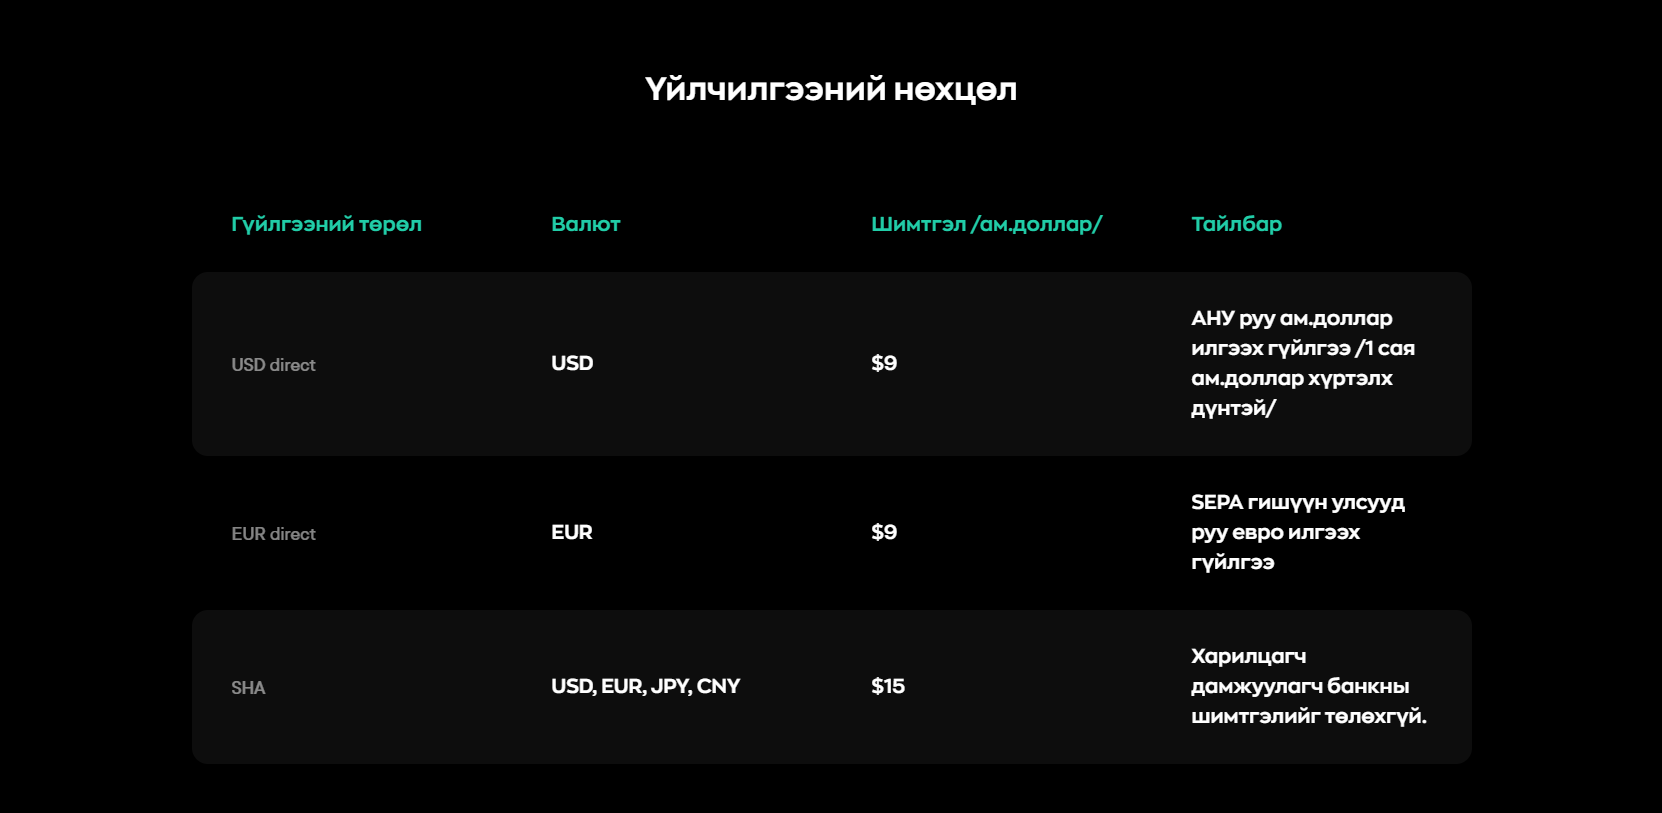 Үйлчилгээний нөхцөл
Гүйлгээний төрөл
Валют
Шимтгэл /ам.доллар/
Тайлбар
USD direct
USD
$9
АНУ руу ам.доллар
илгээх гүйлгээ /1 сая
ам.доллар хүртэлх
дүнтэй/
EUR direct
EUR
$9
SEPA гишүүн улсууд
руу евро илгээх
гүйлгээ
SHA
USD, EUR, JPY, CNY
$15
Харилцагч
дамжуулагч банкны
шимтгэлийг төлөхгүй.